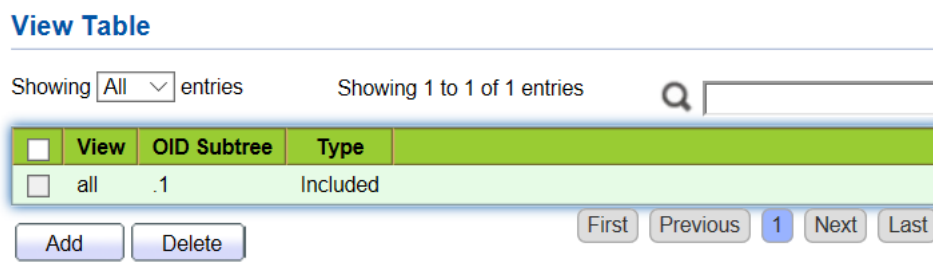 View Table
Showing All entries Showing 1 to 1 of 1 entries
View OID Subtree Type
all .1 Included
Add Delete First Previous 1 Next Last